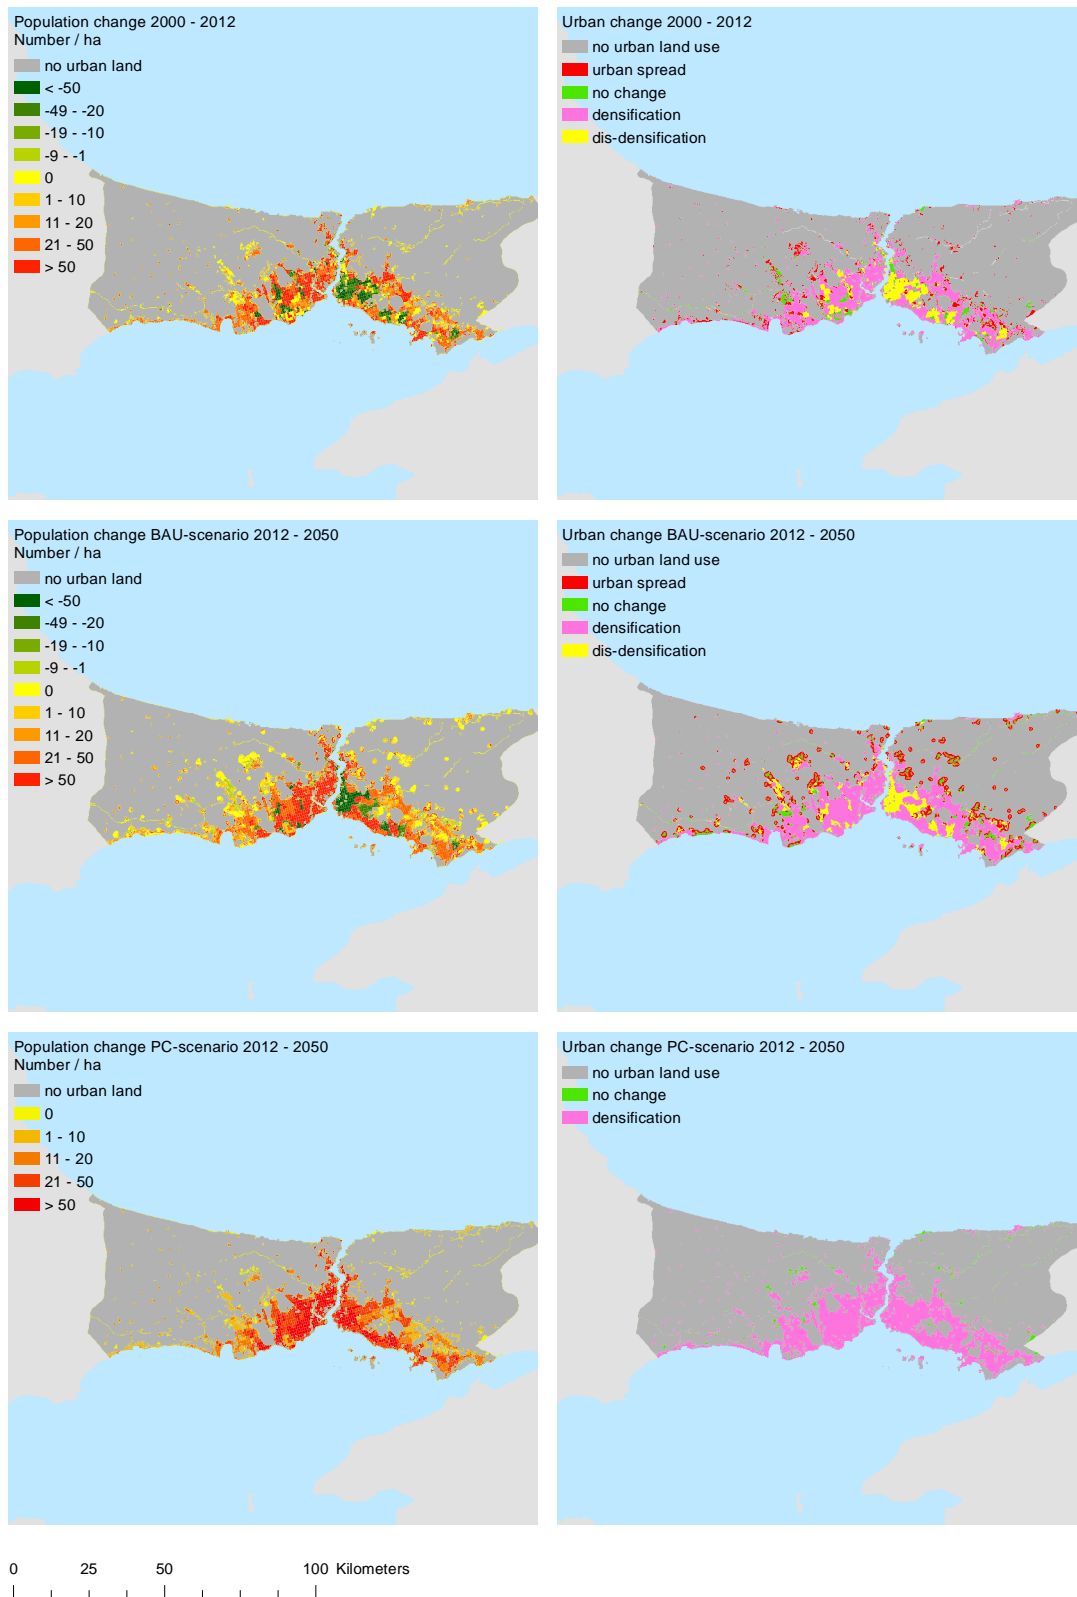 Population change 2000 - 2012
Number / ha
no urban land
< -50
-49 - -20
-19 - -10
-9 - -1
0
1 - 10
11 - 20
21 - 50
> 50
Urban change 2000 - 2012
no urban land use
urban spread
no change
densification
dis-densification
Population change BAU-scenario 2012 - 2050
Number / ha
no urban land
< -50
-49 - -20
-19 - -10
-9 - -1
0
1 - 10
11 - 20
21 - 50
> 50
Urban change BAU-scenario 2012 - 2050
no urban land use
urban spread
no change
densification
dis-densification
Population change PC-scenario 2012 - 2050
Number / ha
no urban land
0
1 - 10
11 - 20
21 - 50
> 50
Urban change PC-scenario 2012 - 2050
no urban land use
no change
densification
0 25 50 100 Kilometers